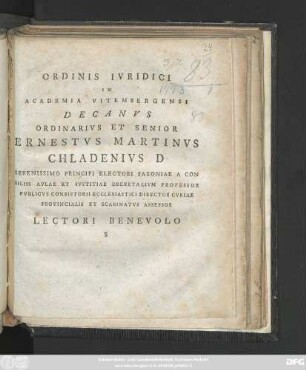 ORDINIS IVRIDICI
IN
ACADEMIA VITEMBERGENSI
DECANVS
ORDINARIVS ET SENIOR
ERNESTVS MARTINVS
CHLADENIVS D
SERENISSIMO PRINCIPI ELECTORI SAXONIAE A CON
SILIIS AVLAE ET IVSTITIAE DECRETALIVM PROFESSOR
PVBLICVS CONSISTORII ECCLESIASTICI DIRECTOR CVRIAE
PROVINCIALIS ET SCABINATVS ASSESSOR
LECTORI BENEVOLO
S